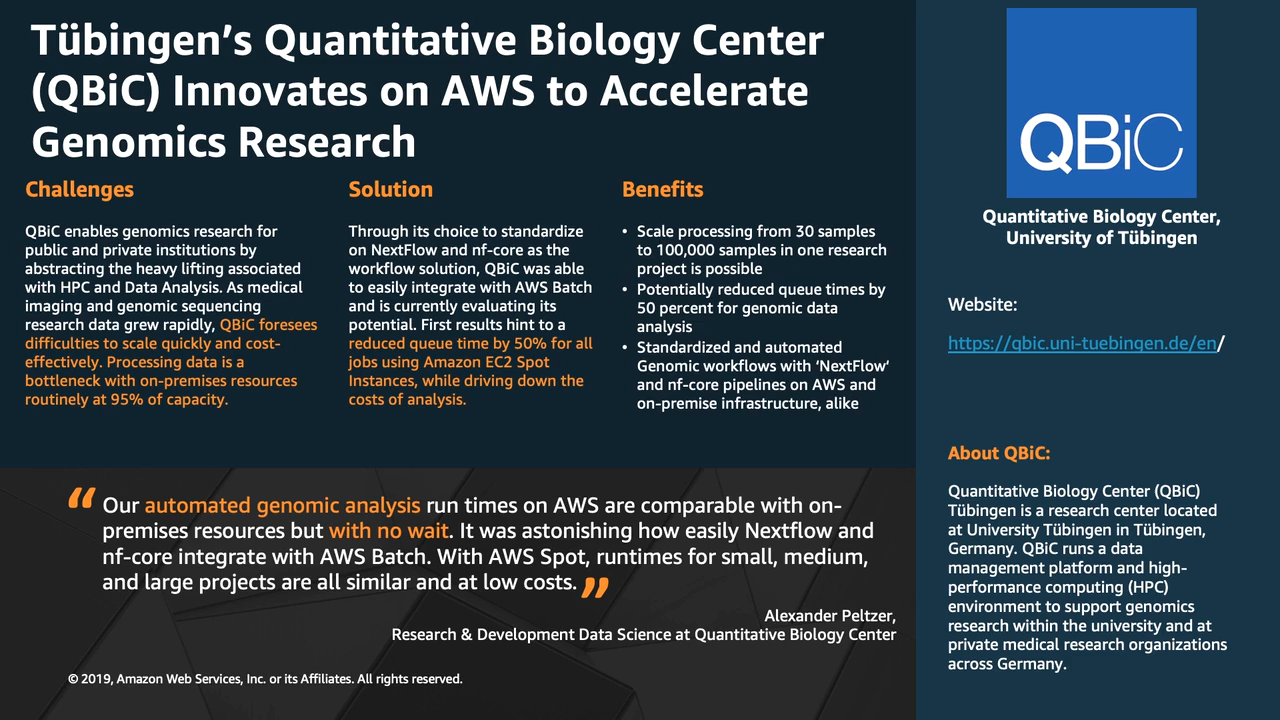 Tübingen’s Quantitative Biology Center
(QBiC) Innovates on AWS to Accelerate
Genomics Research
Challenges
QBiC enables genomics research for
public and private institutions by
abstracting the heavy lifting associated
with HPC and Data Analysis. As medical
imaging and genomic sequencing
research data grew rapidly, QBiC foresees
difficulties to scale quickly and cost-
effectively. Processing data is a
bottleneck with on-premises resources
routinely at 95% of capacity.
Solution
Through its choice to standardize
on NextFlow and nf-core as the
workflow solution, QBiC was able
to easily integrate with AWS Batch
and is currently evaluating its
potential. First results hint to a
reduced queue time by 50% for all
jobs using Amazon EC2 Spot
Instances, while driving down the
costs of analysis.
Benefits
• Scale processing from 30 samples
to 100,000 samples in one research
project is possible
• Potentially reduced queue times by
50 percent for genomic data
analysis
• Standardized and automated
Genomic workflows with ‘NextFlow’
and nf-core pipelines on AWS and
on-premise infrastructure, alike
“ Our automated genomic analysis run times on AWS are comparable with on-
premises resources but with no wait. It was astonishing how easily Nextflow and
nf-core integrate with AWS Batch. With AWS Spot, runtimes for small, medium,
and large projects are all similar and at low costs. ”
Alexander Peltzer,
Research & Development Data Science at Quantitative Biology Center
© 2019, Amazon Web Services, Inc. or its Affiliates. All rights reserved.
QBiC
Quantitative Biology Center,
University of Tübingen
Website:
https://qbic.uni-tuebingen.de/en/
About QBiC:
Quantitative Biology Center (QBiC)
Tübingen is a research center located
at University Tübingen in Tübingen,
Germany. QBiC runs a data
management platform and high-
performance computing (HPC)
environment to support genomics
research within the university and at
private medical research organizations
across Germany.